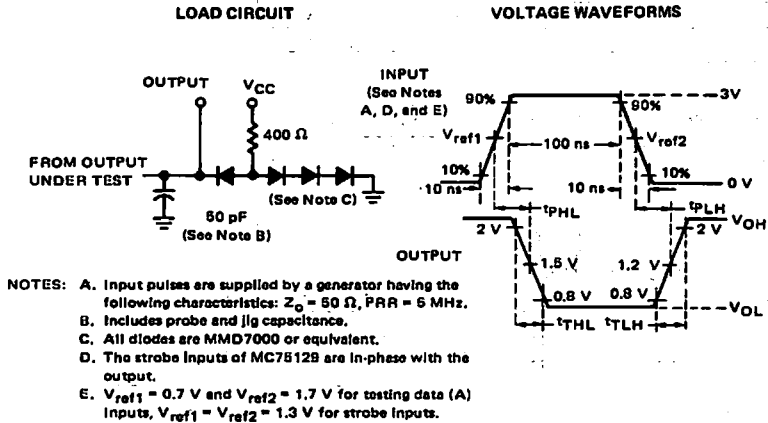 LOAD CIRCUIT
VOLTAGE WAVEFORMS
OUTPUT
VCC
400 Ω
FROM OUTPUT
UNDER TEST
(See Note C)
50 pF
(See Note B)
INPUT
(See Notes
A, D, and E)
90%
90%
3V
Vref1
100 ns
Vref2
10%
10%
10 ns
10 ns
0 V
tPHL
tPLH
VOH
2 V
2 V
OUTPUT
1.5 V
1.2 V
0.8 V
0.8 V
VOL
tTHL
tTLH
NOTES: A. Input pulses are supplied by a generator having the
following characteristics: Zo = 50 Ω, PRR = 5 MHz.
B. Includes probe and jig capacitance.
C. All diodes are MMD7000 or equivalent.
D. The strobe inputs of MC75129 are in-phase with the
output.
E. Vref1 = 0.7 V and Vref2 = 1.7 V for testing data (A)
Inputs, Vref1 = Vref2 = 1.3 V for strobe inputs.